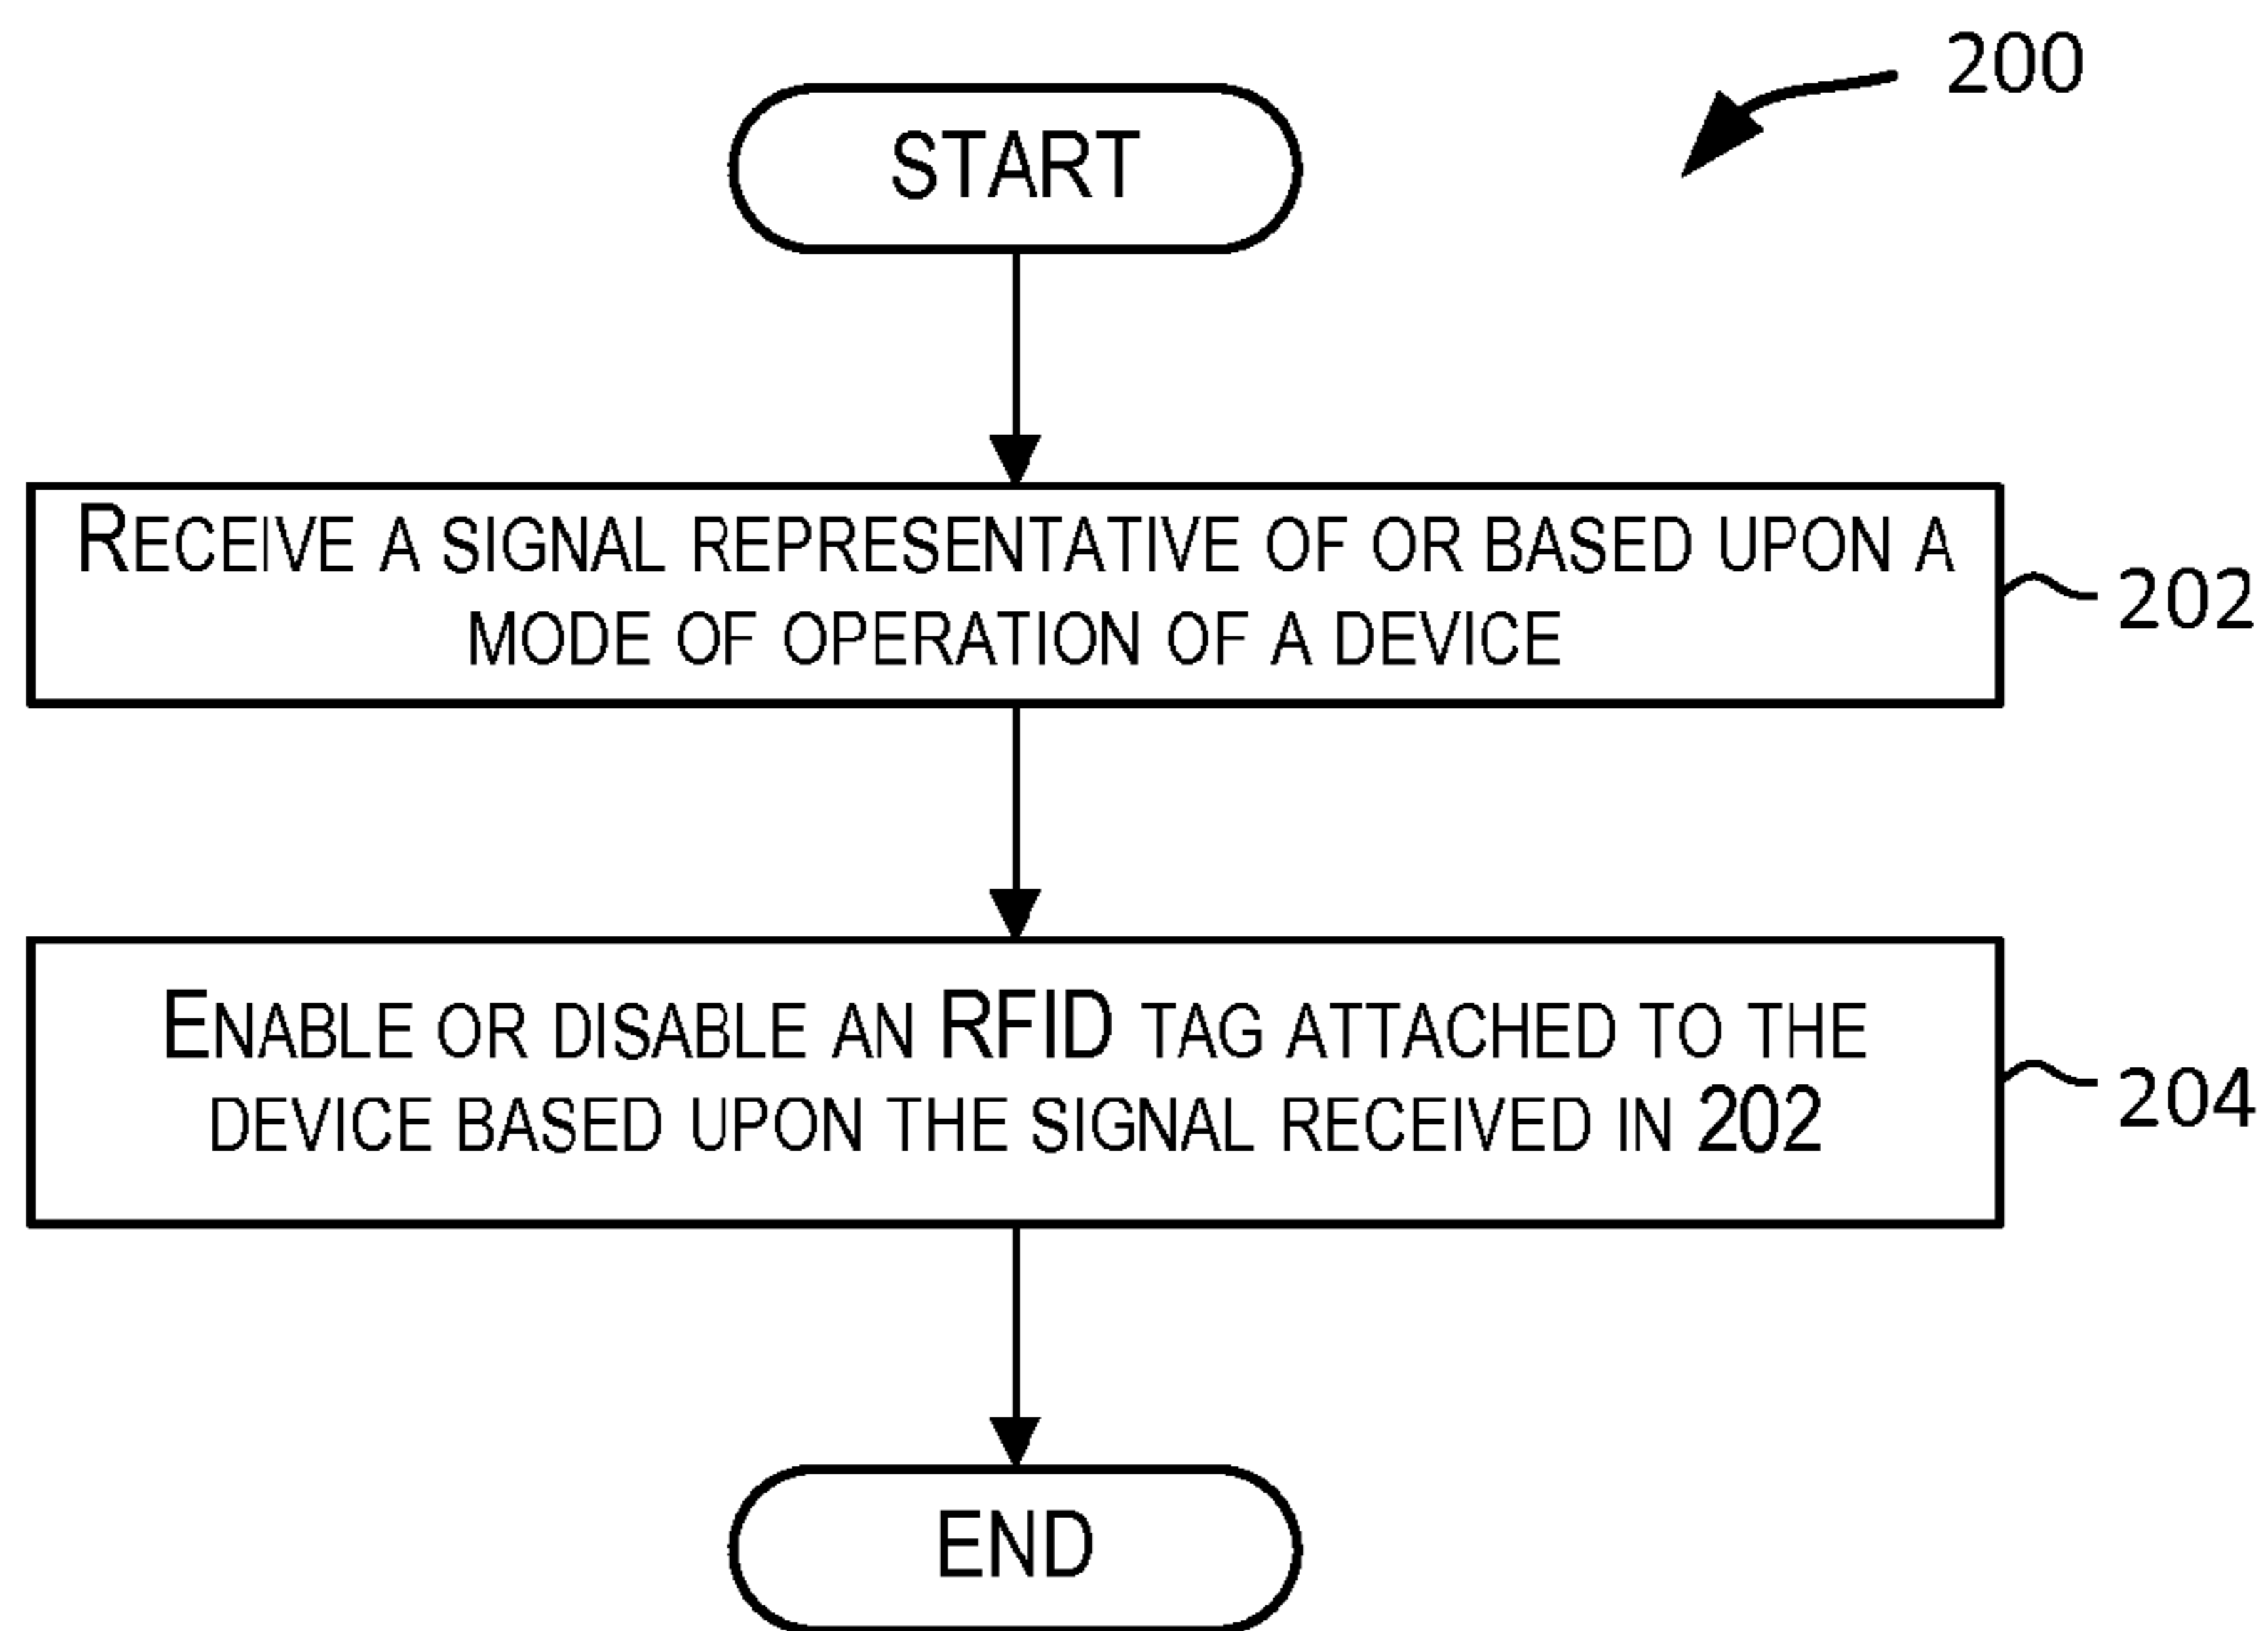 200
START
RECEIVE A SIGNAL REPRESENTATIVE OF OR BASED UPON A
MODE OF OPERATION OF A DEVICE
202
ENABLE OR DISABLE AN RFID TAG ATTACHED TO THE
DEVICE BASED UPON THE SIGNAL RECEIVED IN 202
204
END